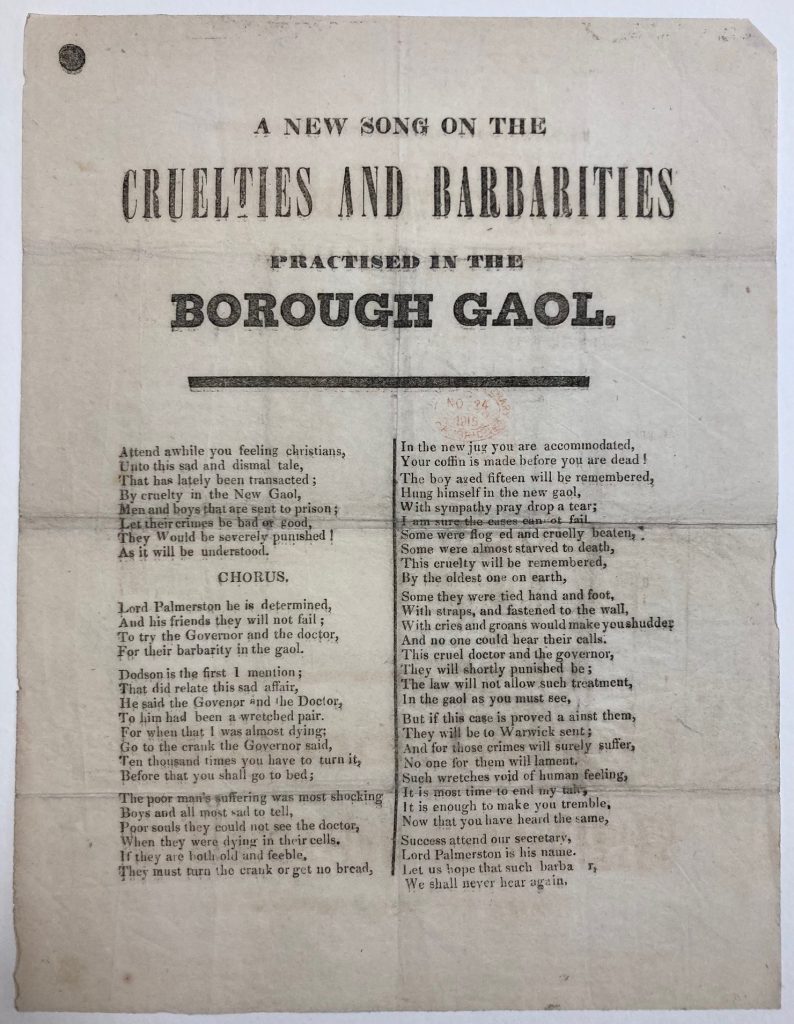 A NEW SONG ON THE
CRUELTIES AND BARBARITIES
PRACTISED IN THE
BOROUGH GAOL.
NO 24
1915
Attend awhile you feeling christians,
Unto this sad and dismal tale,
That has lately been transacted ;
By cruelty in the New Gaol,
Men and boys that are sent to prison ;
Let their crimes be bad or good,
They Would be severely punished !
As it will be understood.
CHORUS.
Lord Palmerston he is determined,
And his friends they will not fail ;
To try the Governor and the doctor,
For their barbarity in the gaol.
Dodson is the first I mention ;
That did relate this sad affair,
He said the Govenor and the Doctor,
To him had been a wretched pair.
For when that I was almost dying;
Go to the crank the Governor said,
Ten thousand times you have to turn it,
Before that you shall go to bed ;
The poor man's suffering was most shocking
Boys and all most sad to tell,
Poor souls they could not see the doctor,
When they were dying in their cells.
If they are both old and feeble,
They must turn the crank or get no bread,
In the new jug you are accommodated,
Your coffin is made before you are dead !
The boy aged fifteen will be remembered,
Hung himself in the new gaol,
With sympathy pray drop a tear;
I am sure the cases can ot fail
Some were flog ed and cruelly beaten,
Some were almost starved to death,
This cruelty will be remembered,
By the oldest one on earth,
Some they were tied hand and foot,
With straps, and fastened to the wall,
With cries and groans would make you shudder
And no one could hear their calls.
This cruel doctor and the governor,
They will shortly punished be ;
The law will not allow such treatment,
In the gaol as you must see,
But if this case is proved a ainst them,
They will be to Warwick sent ;
And for those crimes will surely suffer,
No one for them will lament.
Such wretches void of human feeling,
It is most time to end my tale,
It is enough to make you tremble,
Now that you have heard the same,
Success attend our secretary,
Lord Palmerston is his name.
Let us hope that such barba r,
We shall never hear again,